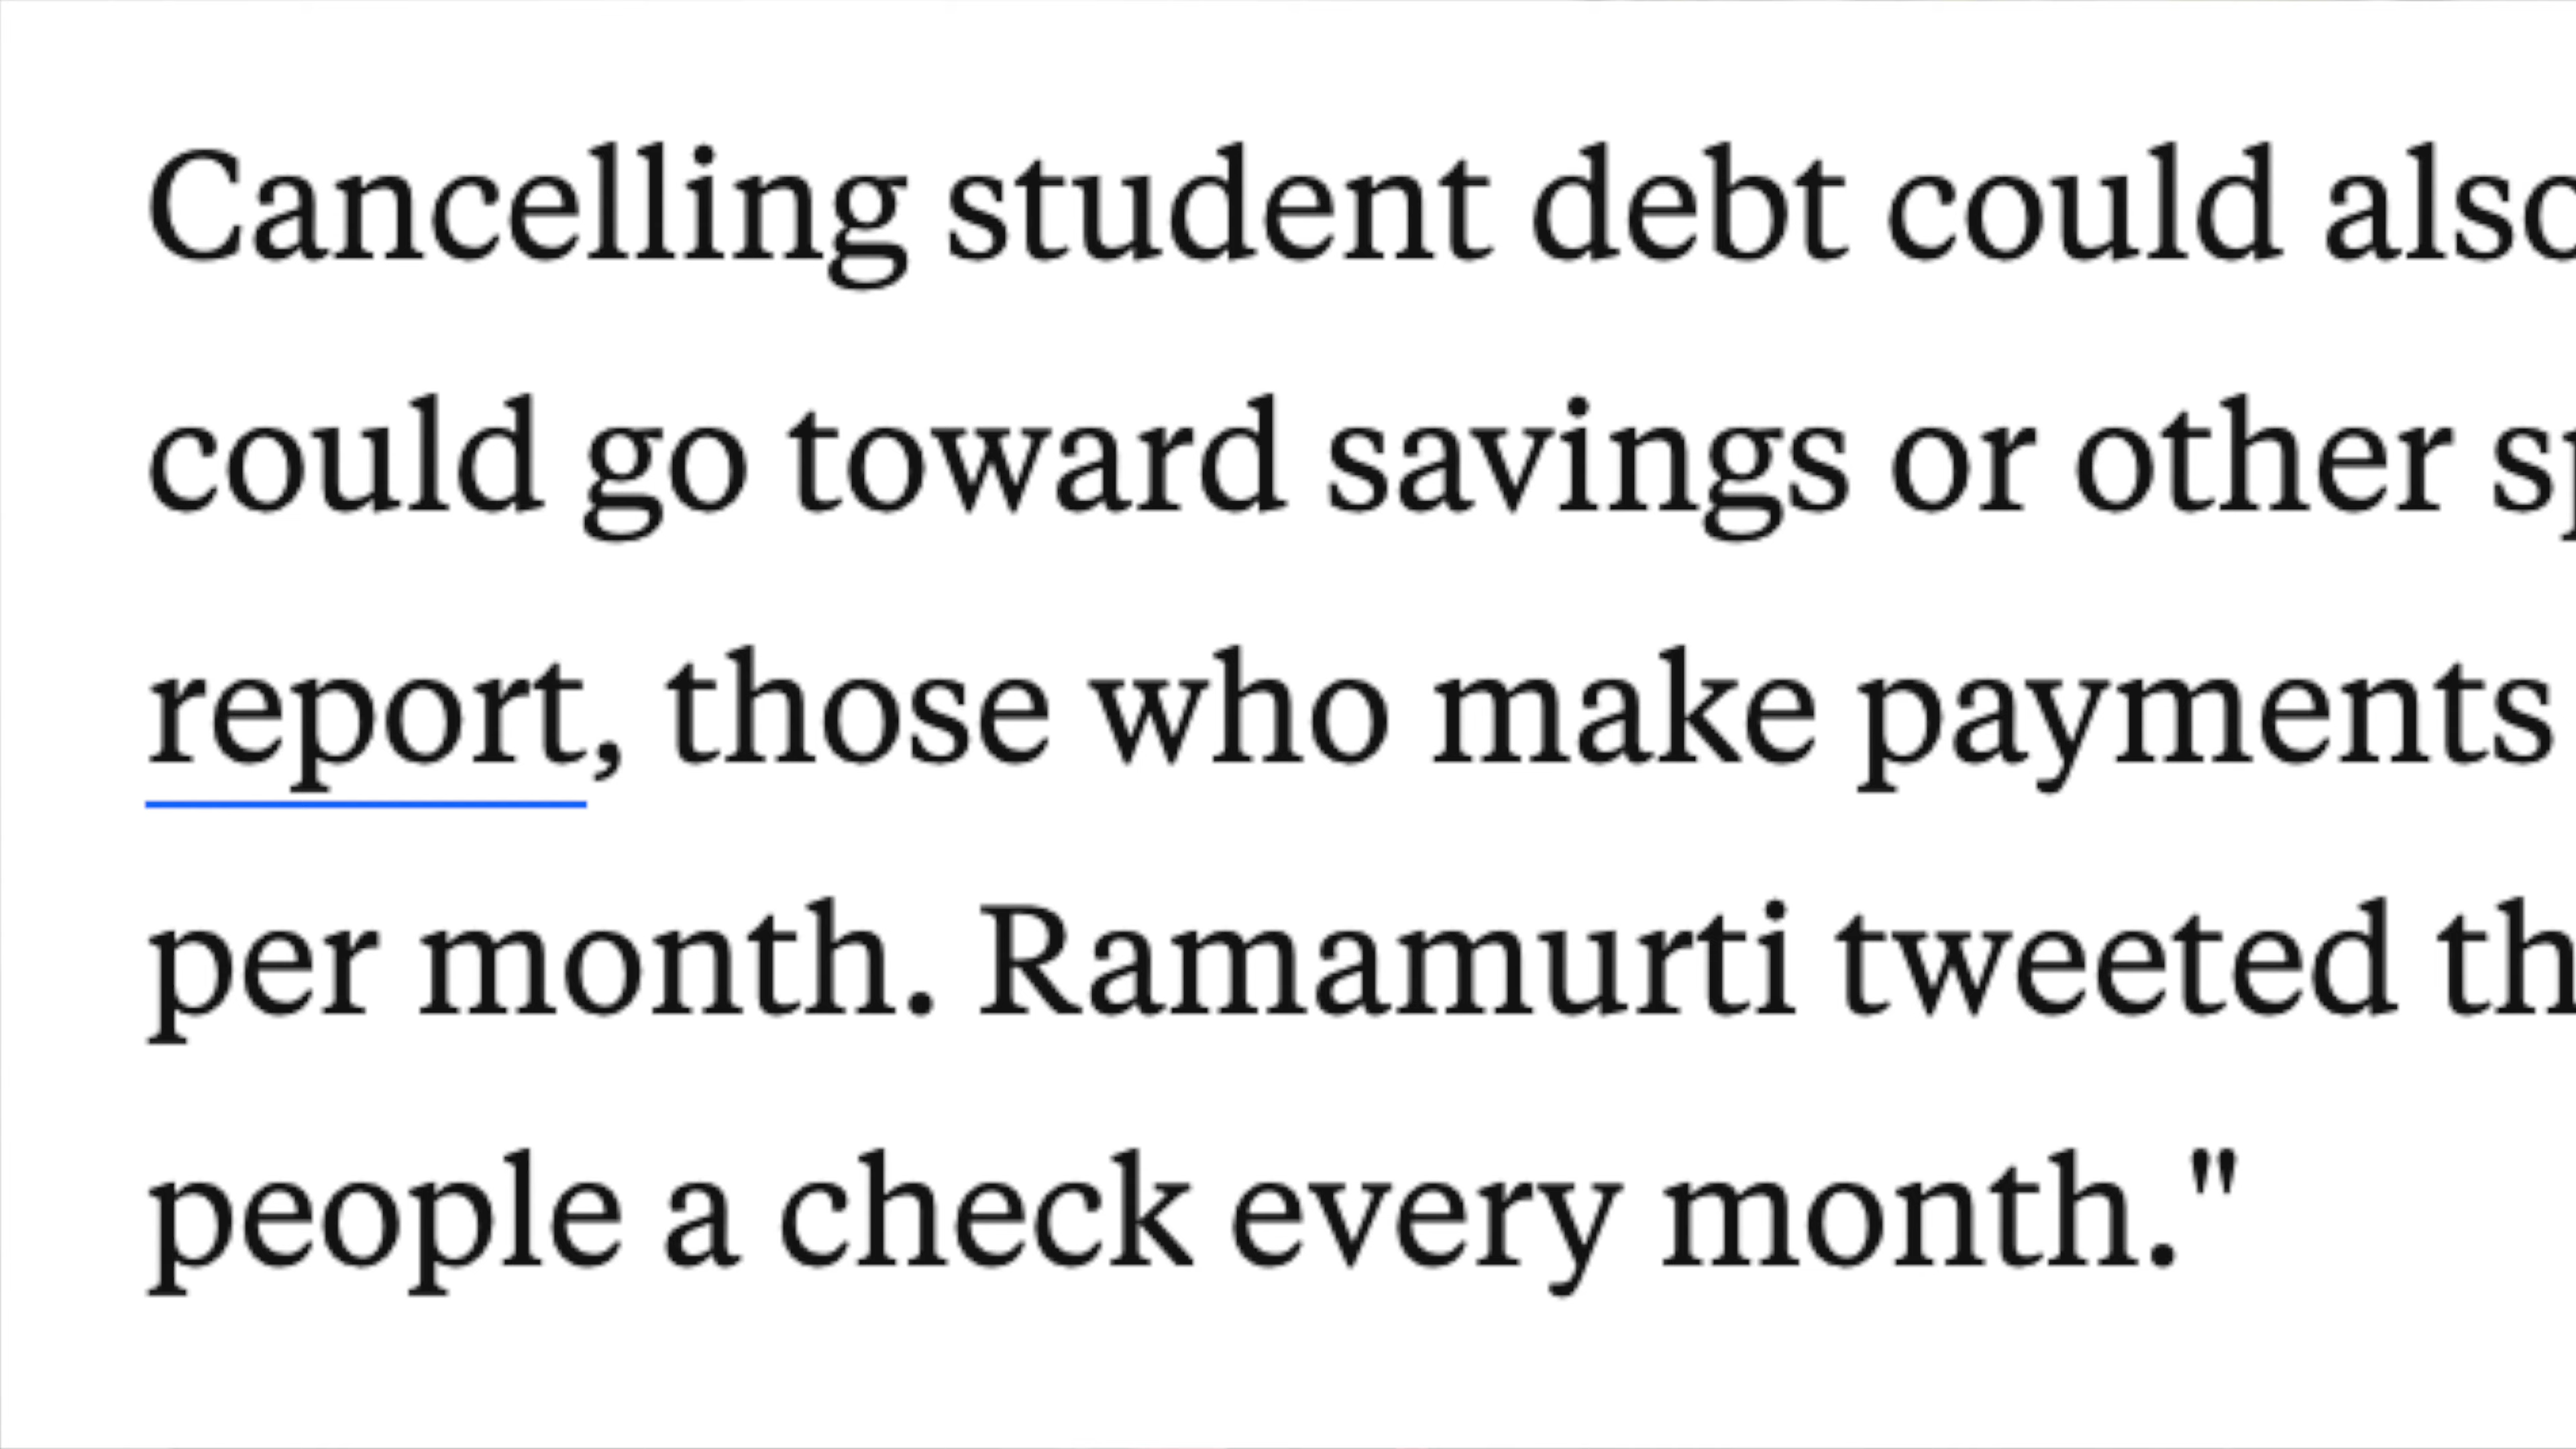 Cancelling student debt could also
could go toward savings or other
report, those who make payments
per month. Ramamurti tweeted
people a check every month."